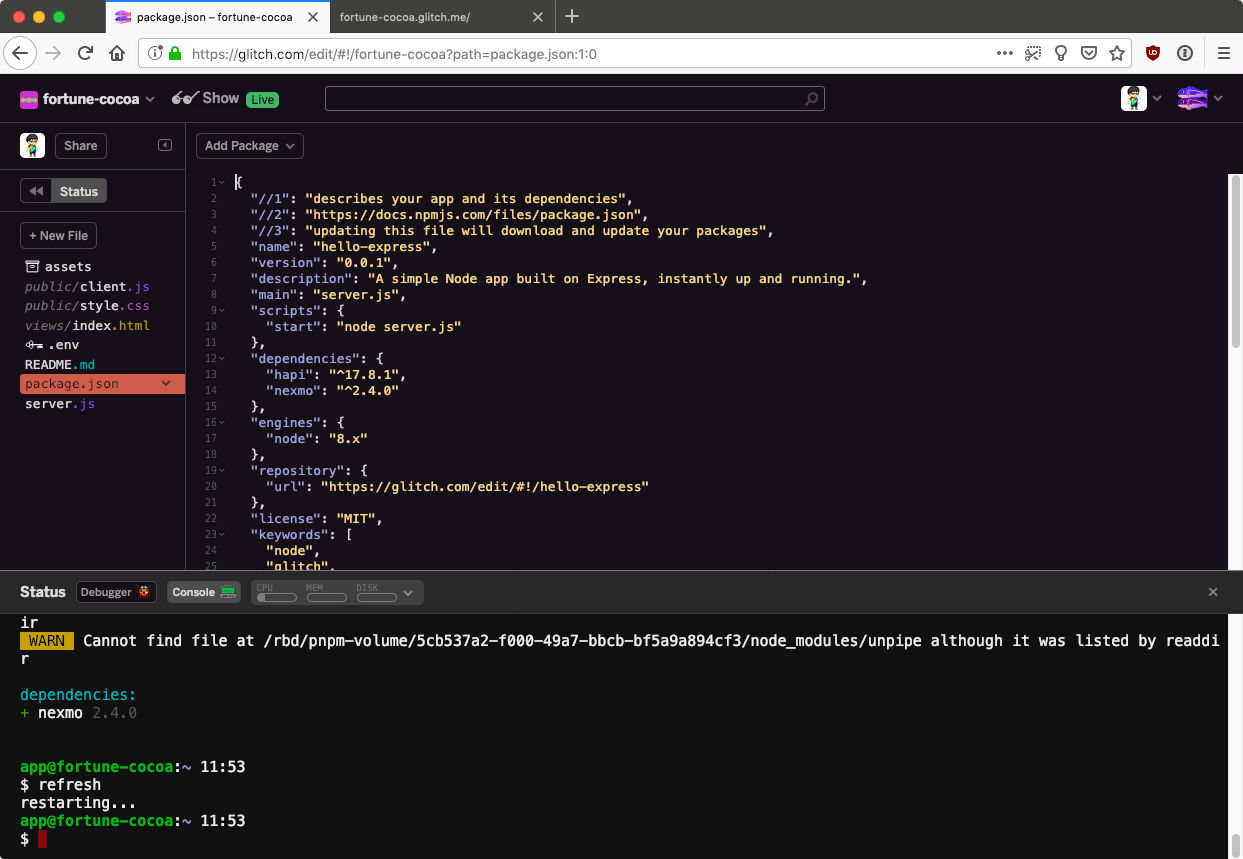 package.json – fortune-cocoa
fortune-cocoa.glitch.me/
https://glitch.com/edit/#!/fortune-cocoa?path=package.json:1:0
fortune-cocoa
Show
Live
Share
Add Package
Status
+ New File
assets
public/client.js
public/style.css
views/index.html
.env
README.md
package.json
server.js
1 {
2 "//1": "describes your app and its dependencies",
3 "//2": "https://docs.npmjs.com/files/package.json",
4 "//3": "updating this file will download and update your packages",
5 "name": "hello-express",
6 "version": "0.0.1",
7 "description": "A simple Node app built on Express, instantly up and running.",
8 "main": "server.js",
9 "scripts": {
10 "start": "node server.js"
11 },
12 "dependencies": {
13 "hapi": "^17.8.1",
14 "nexmo": "^2.4.0"
15 },
16 "engines": {
17 "node": "8.x"
18 },
19 "repository": {
20 "url": "https://glitch.com/edit/#!/hello-express"
21 },
22 "license": "MIT",
23 "keywords": [
24 "node",
25 "glitch",
Status
Debugger
Console
CPU
MEM
DISK
ir
WARN Cannot find file at /rbd/pnpm-volume/5cb537a2-f000-49a7-bbcb-bf5a9a894cf3/node_modules/unpipe although it was listed by readdi
r
dependencies:
+ nexmo 2.4.0
app@fortune-cocoa:~ 11:53
$ refresh
restarting...
app@fortune-cocoa:~ 11:53
$